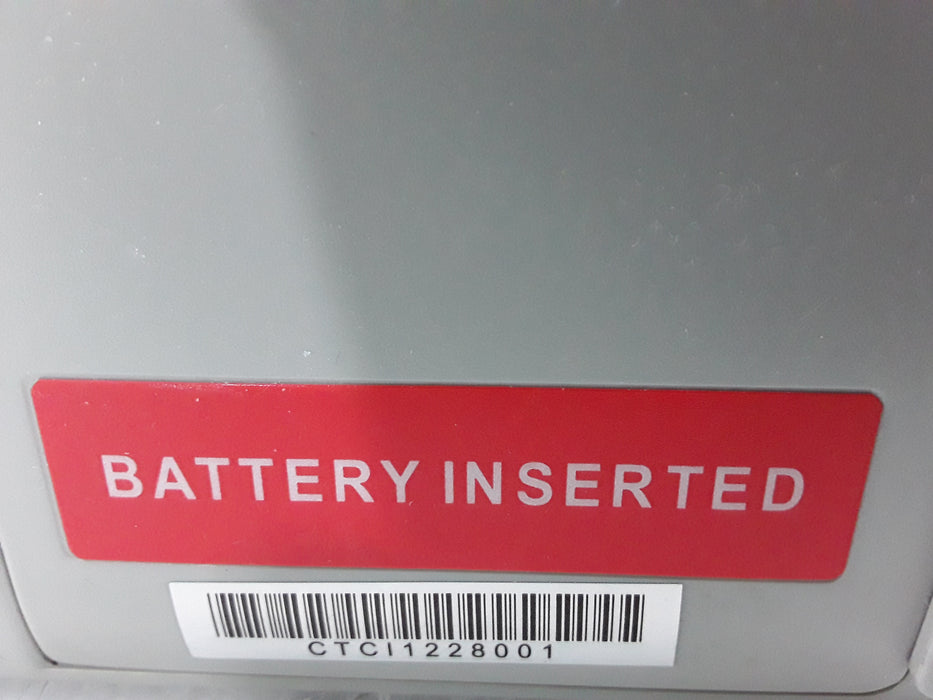 BATTERY INSERTED
CTCI1228001